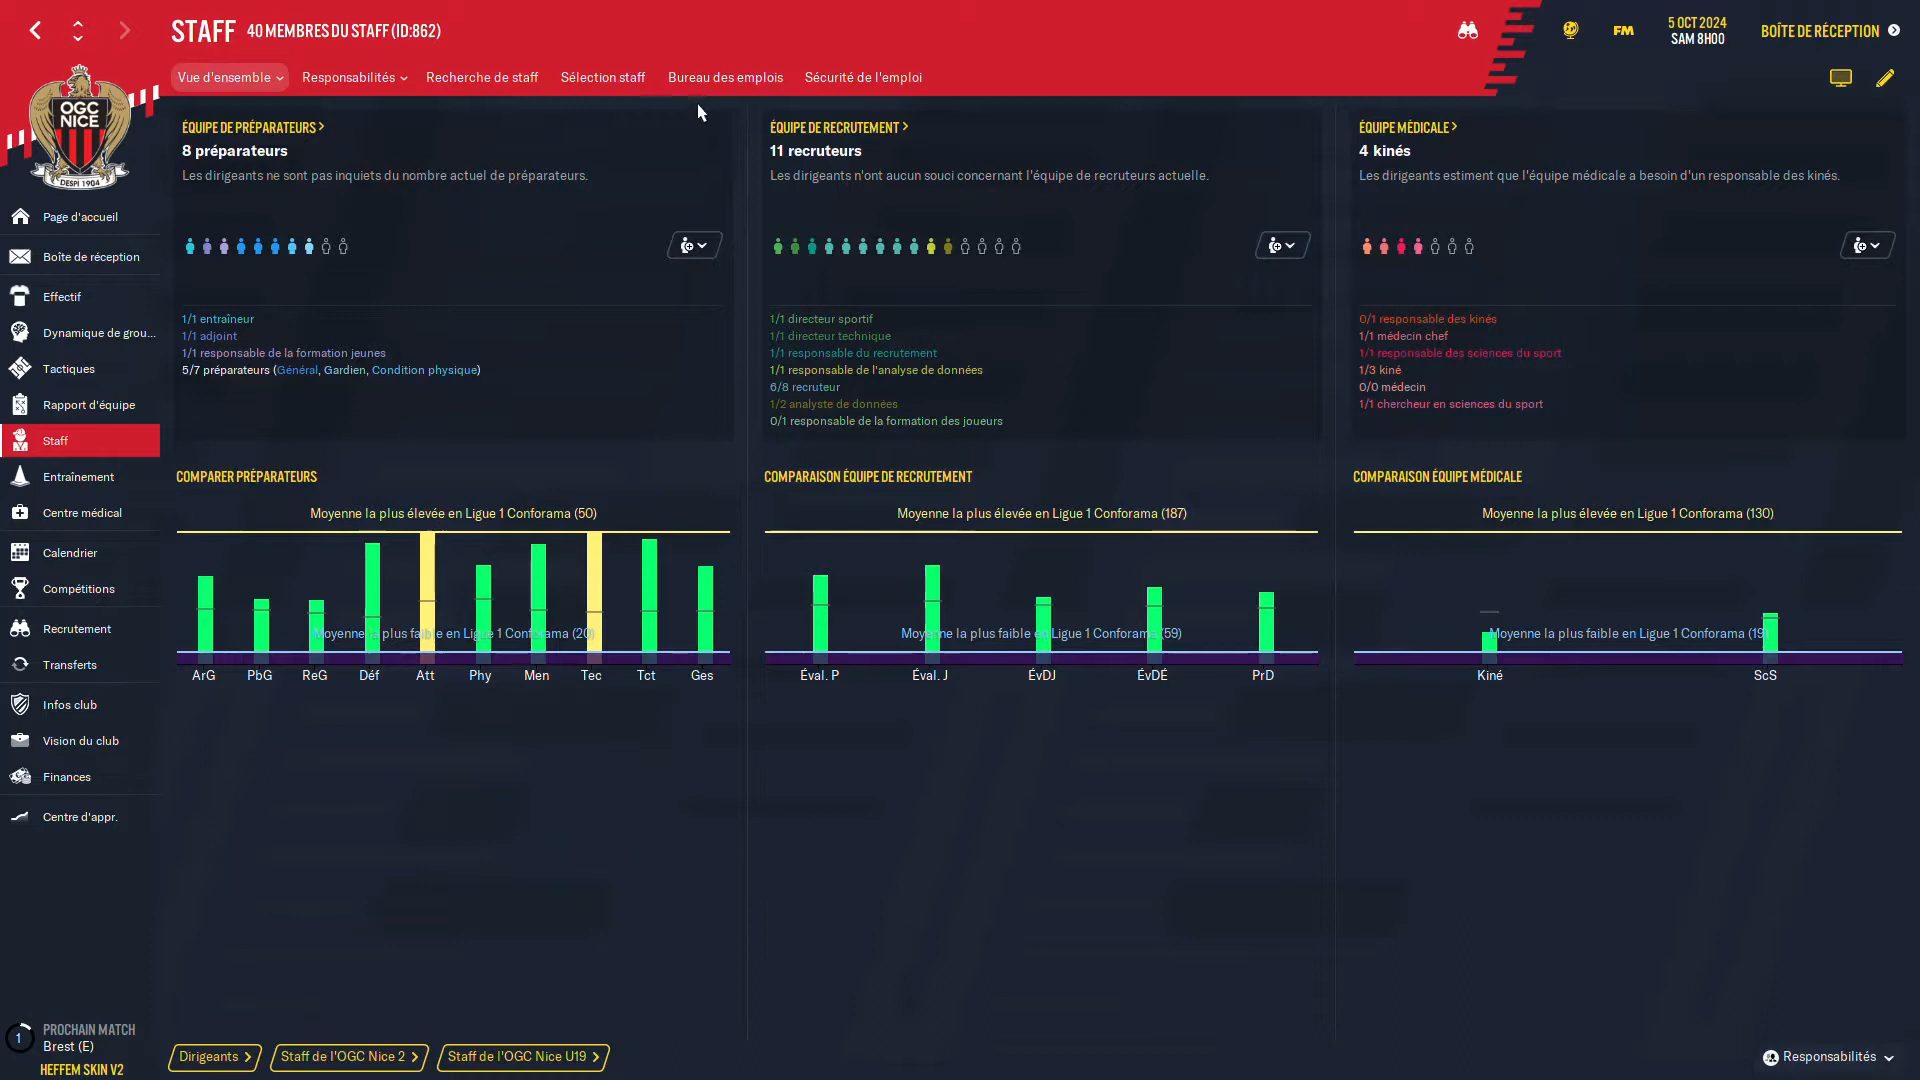 STAFF 40 MEMBRES DU STAFF (ID:862)
FM
5 OCT 2024
SAM 8H00
BOÎTE DE RÉCEPTION
Vue d'ensemble
Responsabilités
Recherche de staff
Sélection staff
Bureau des emplois
Sécurité de l'emploi
OGC
NICE
DESPI 1904
Page d'accueil
Boîte de réception
Effectif
Dynamique de grou...
Tactiques
Rapport d'équipe
Staff
Entraînement
Centre médical
Calendrier
Compétitions
Recrutement
Transferts
Infos club
Vision du club
Finances
Centre d'appr.
1
PROCHAIN MATCH
Brest (E)
HEFFEM SKIN V2
ÉQUIPE DE PRÉPARATEURS
8 préparateurs
Les dirigeants ne sont pas inquiets du nombre actuel de préparateurs.
1/1 entraîneur
1/1 adjoint
1/1 responsable de la formation jeunes
5/7 préparateurs (Général, Gardien, Condition physique)
ÉQUIPE DE RECRUTEMENT
11 recruteurs
Les dirigeants n'ont aucun souci concernant l'équipe de recruteurs actuelle.
1/1 directeur sportif
1/1 directeur technique
1/1 responsable du recrutement
1/1 responsable de l'analyse de données
6/8 recruteur
1/2 analyste de données
0/1 responsable de la formation des joueurs
ÉQUIPE MÉDICALE
4 kinés
Les dirigeants estiment que l'équipe médicale a besoin d'un responsable des kinés.
0/1 responsable des kinés
1/1 médecin chef
1/1 responsable des sciences du sport
1/3 kiné
0/0 médecin
1/1 chercheur en sciences du sport
COMPARER PRÉPARATEURS
Moyenne la plus élevée en Ligue 1 Conforama (50)
Moyenne la plus faible en Ligue 1 Conforama (20)
ArG PbG ReG Déf Att Phy Men Tec Tct Ges
COMPARAISON ÉQUIPE DE RECRUTEMENT
Moyenne la plus élevée en Ligue 1 Conforama (187)
Moyenne la plus faible en Ligue 1 Conforama (59)
Éval. P Éval. J ÉvDJ ÉvDÉ PrD
COMPARAISON ÉQUIPE MÉDICALE
Moyenne la plus élevée en Ligue 1 Conforama (130)
Moyenne la plus faible en Ligue 1 Conforama (19)
Kiné ScS
Dirigeants
Staff de l'OGC Nice 2
Staff de l'OGC Nice U19
Responsabilités